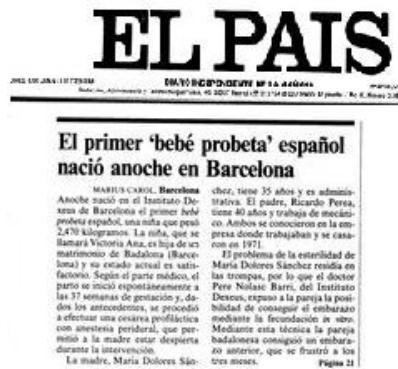 EL PAIS
DIARIO INDEPENDIENTE DE LA MAÑANA
El primer 'bebé probeta' español
nació anoche en Barcelona
MARIUS CAROL, Barcelona
Anoche nació en el Instituto De-
xeus de Barcelona el primer bebé
probeta español, una niña que pesó
2,470 kilogramos. La niña, que se
llamará Victoria Ana, es hija de un
matrimonio de Badalona (Barce-
lona) y su estado actual es satis-
factorio. Según el parte médico, el
parto se inició espontáneamente a
las 37 semanas de gestación y, da-
dos los antecedentes, se procedió
a efectuar una cesárea profiláctica
con anestesia peridural, que per-
mitió a la madre estar despierta
durante la intervención.
La madre, María Dolores Sán-
chez, tiene 35 años y es adminis-
trativa. El padre, Ricardo Perea,
tiene 40 años y trabaja de mecáni-
co. Ambos se conocieron en la em-
presa donde trabajaban y se casa-
ron en 1971.
El problema de la esterilidad de
María Dolores Sánchez residía en
las trompas, por lo que el doctor
Pere Nolasc Barri, del Instituto
Dexeus, expuso a la pareja la posibi-
lidad de conseguir el embarazo
mediante la fecundación in vitro.
Mediante esta técnica la pareja
badalonesa consiguió un emba-
razo anterior, que se frustró a los
tres meses.
Página 21